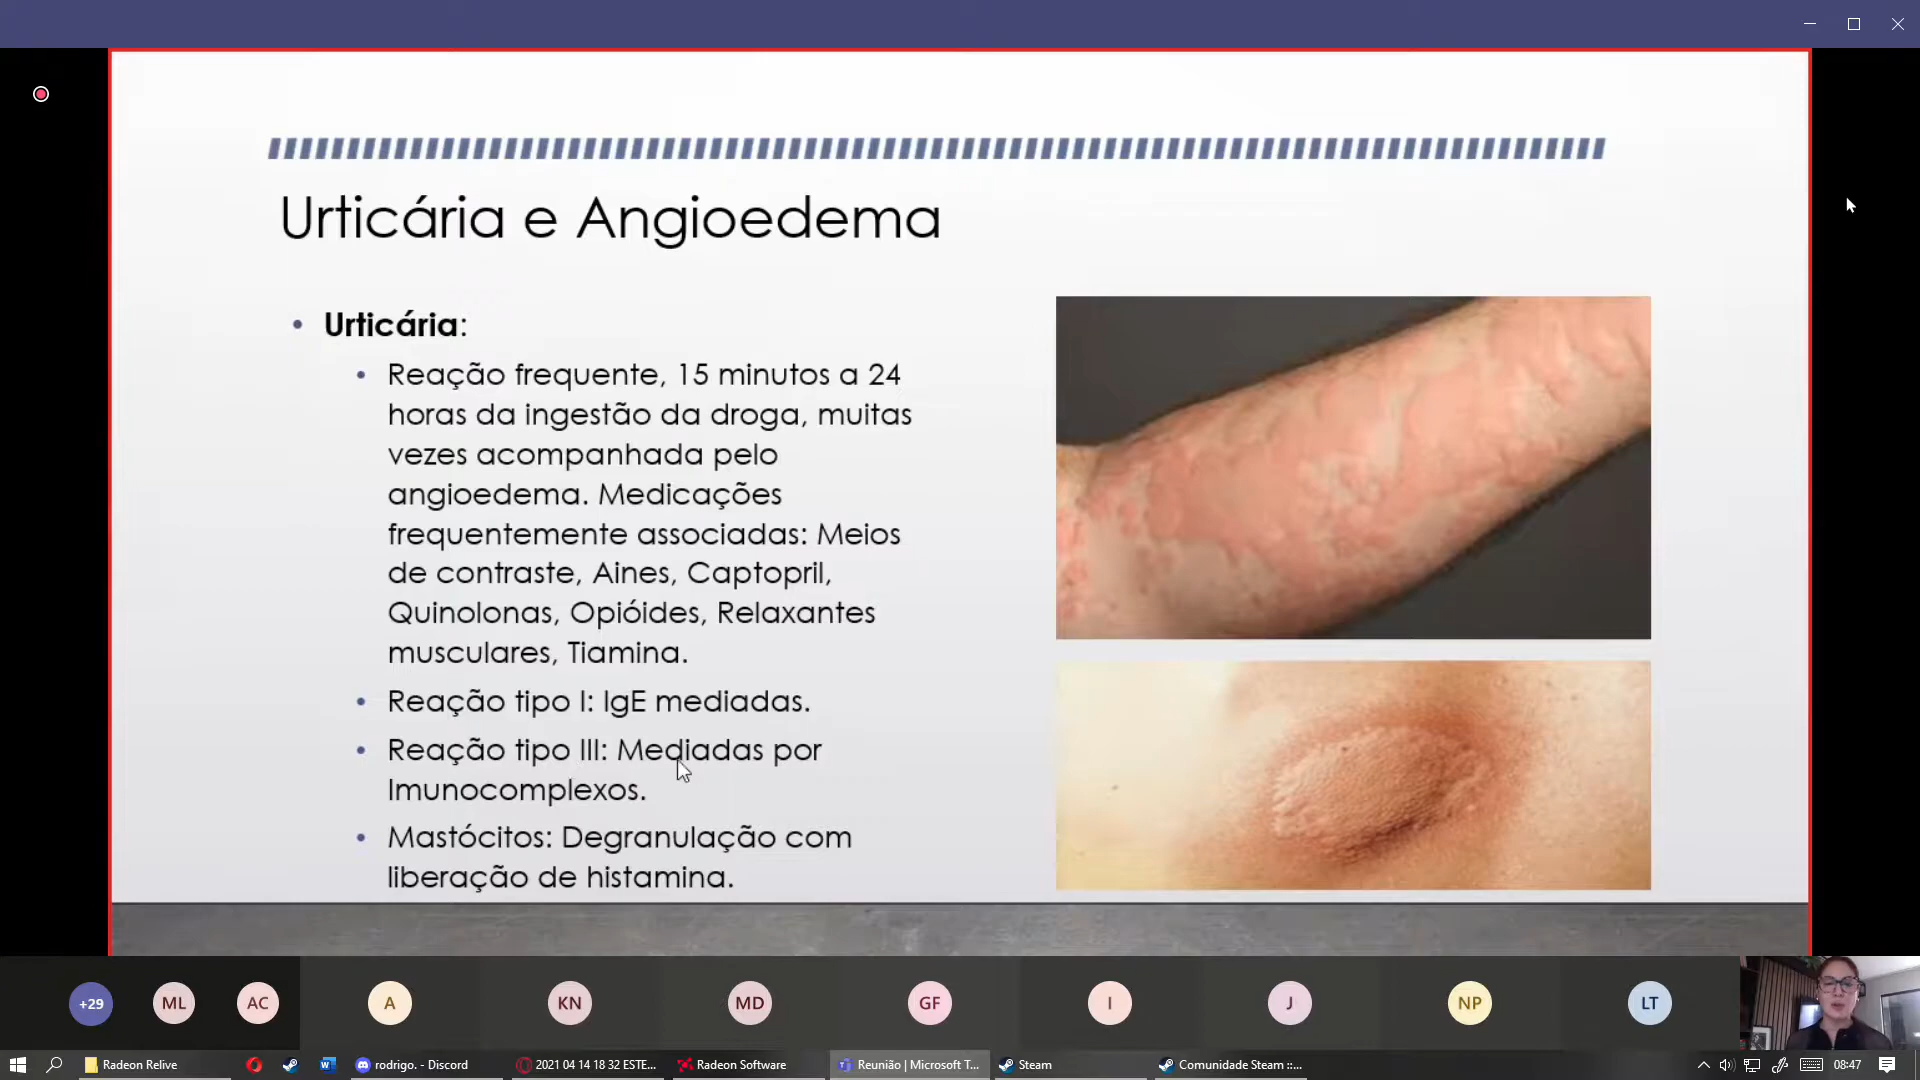 Urticária e Angioedema
• Urticária:
• Reação frequente, 15 minutos a 24
horas da ingestão da droga, muitas
vezes acompanhada pelo
angioedema. Medicações
frequentemente associadas: Meios
de contraste, Aines, Captopril,
Quinolonas, Opióides, Relaxantes
musculares, Tiamina.
• Reação tipo I: IgE mediadas.
• Reação tipo III: Mediadas por
Imunocomplexos.
• Mastócitos: Degranulação com
liberação de histamina.
+29 ML AC A KN MD GF I J NP LT
Radeon Relive rodrigo. - Discord 2021 04 14 18 32 ESTE... Radeon Software Reunião | Microsoft T... Steam Comunidade Steam ::... 08:47